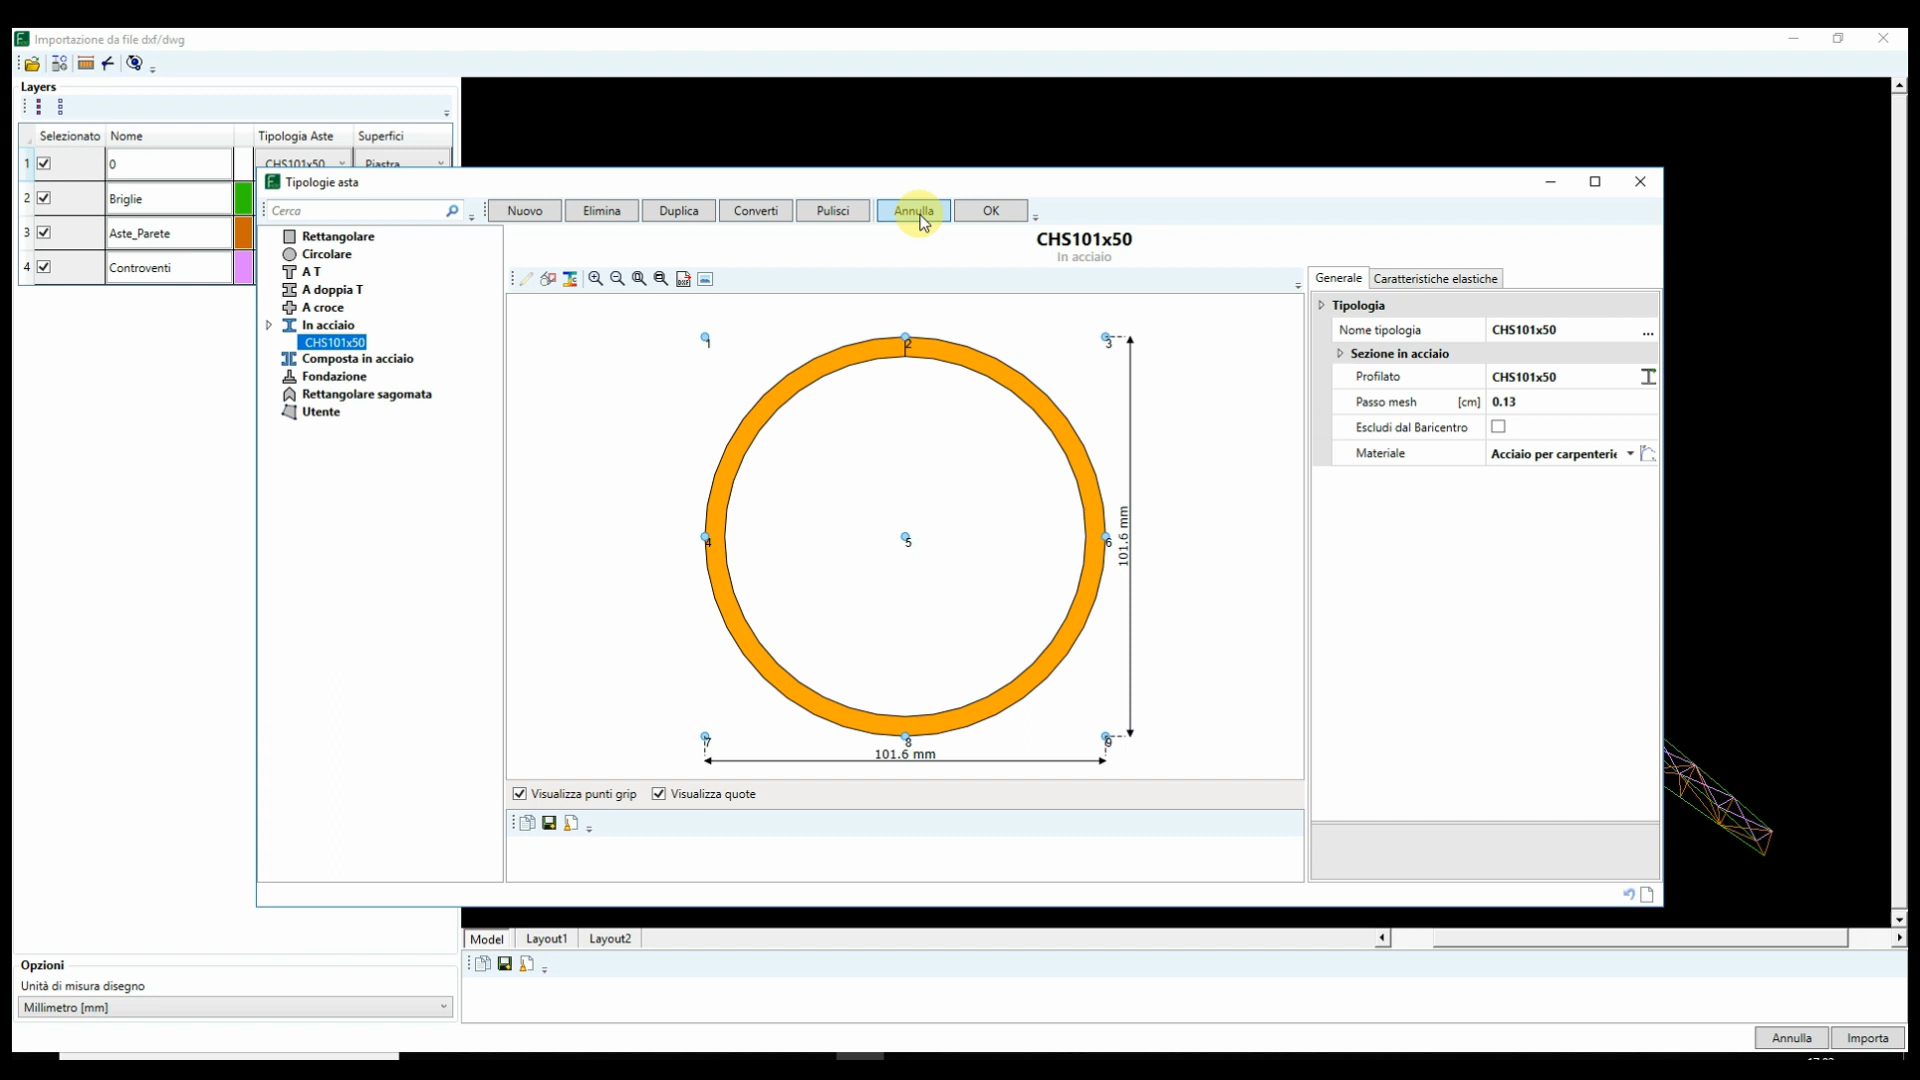 Importazione da file dxf/dwg
Layers
Selezionato Nome Tipologia Aste Superfici
1 0 CHS101x50 Piastra
2 Briglie
3 Aste_Parete
4 Controventi
Tipologie asta
Cerca Nuovo Elimina Duplica Converti Pulisci Annulla OK
Rettangolare
Circolare
A T
A doppia T
A croce
In acciaio
CHS101x50
Composta in acciaio
Fondazione
Rettangolare sagomata
Utente
CHS101x50
In acciaio
1 2 3
4 5 6
7 8 9
101.6 mm
101.6 mm
Visualizza punti grip Visualizza quote
Generale Caratteristiche elastiche
Tipologia
Nome tipologia CHS101x50 ...
Sezione in acciaio
Profilato CHS101x50
Passo mesh [cm] 0.13
Escludi dal Baricentro
Materiale Acciaio per carpenterie
Model Layout1 Layout2
Opzioni
Unità di misura disegno
Millimetro [mm]
Annulla Importa